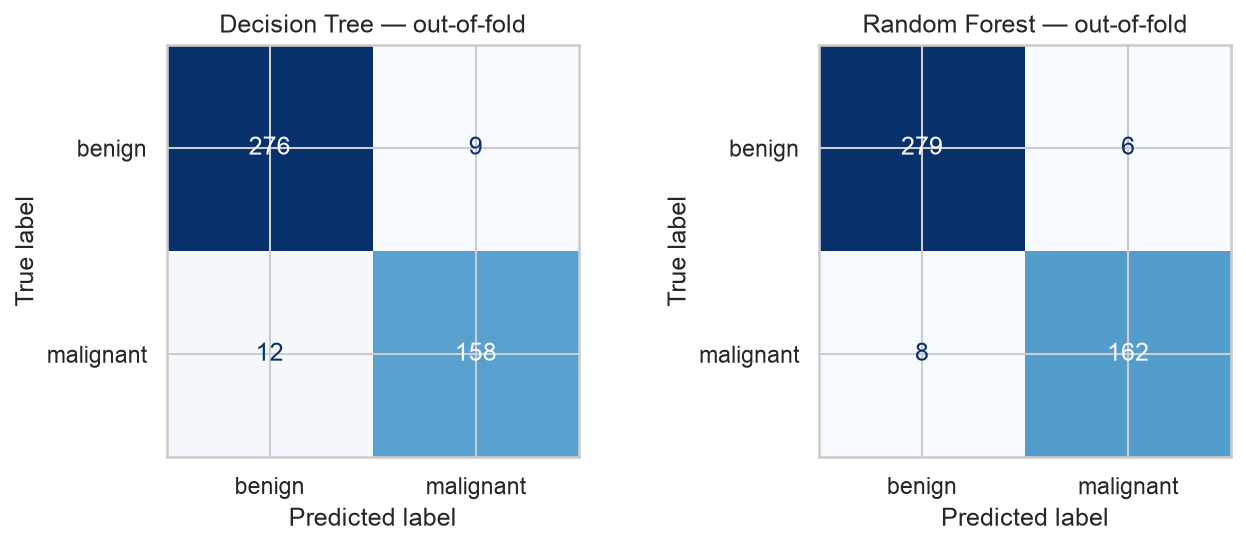 Decision Tree — out-of-fold
True label
benign
276
9
malignant
12
158
benign
malignant
Predicted label
Random Forest — out-of-fold
True label
benign
279
6
malignant
8
162
benign
malignant
Predicted label